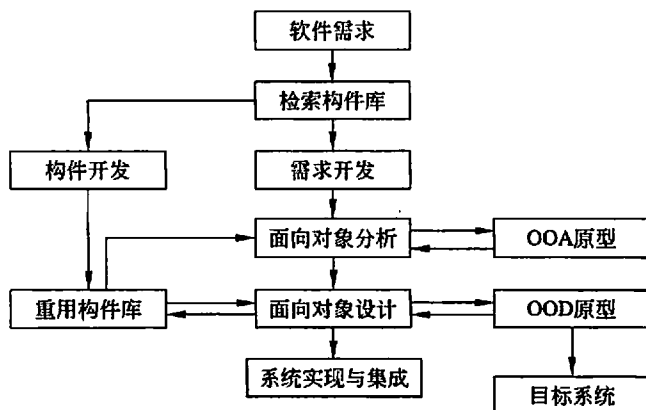 软件需求
检索构件库
构件开发
需求开发
面向对象分析
OOA原型
重用构件库
面向对象设计
OOD原型
系统实现与集成
目标系统